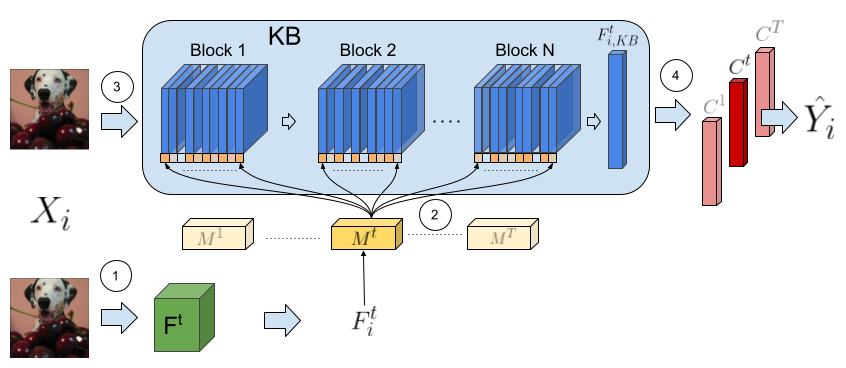 KB
Block 1
Block 2
Block N
$F^t_{i,KB}$
3
4
$C^1$
$C^t$
$C^T$
$\hat{Y}_i$
....
$X_i$
2
$M^1$
$M^t$
$M^T$
1
F$^t$
$F^t_i$